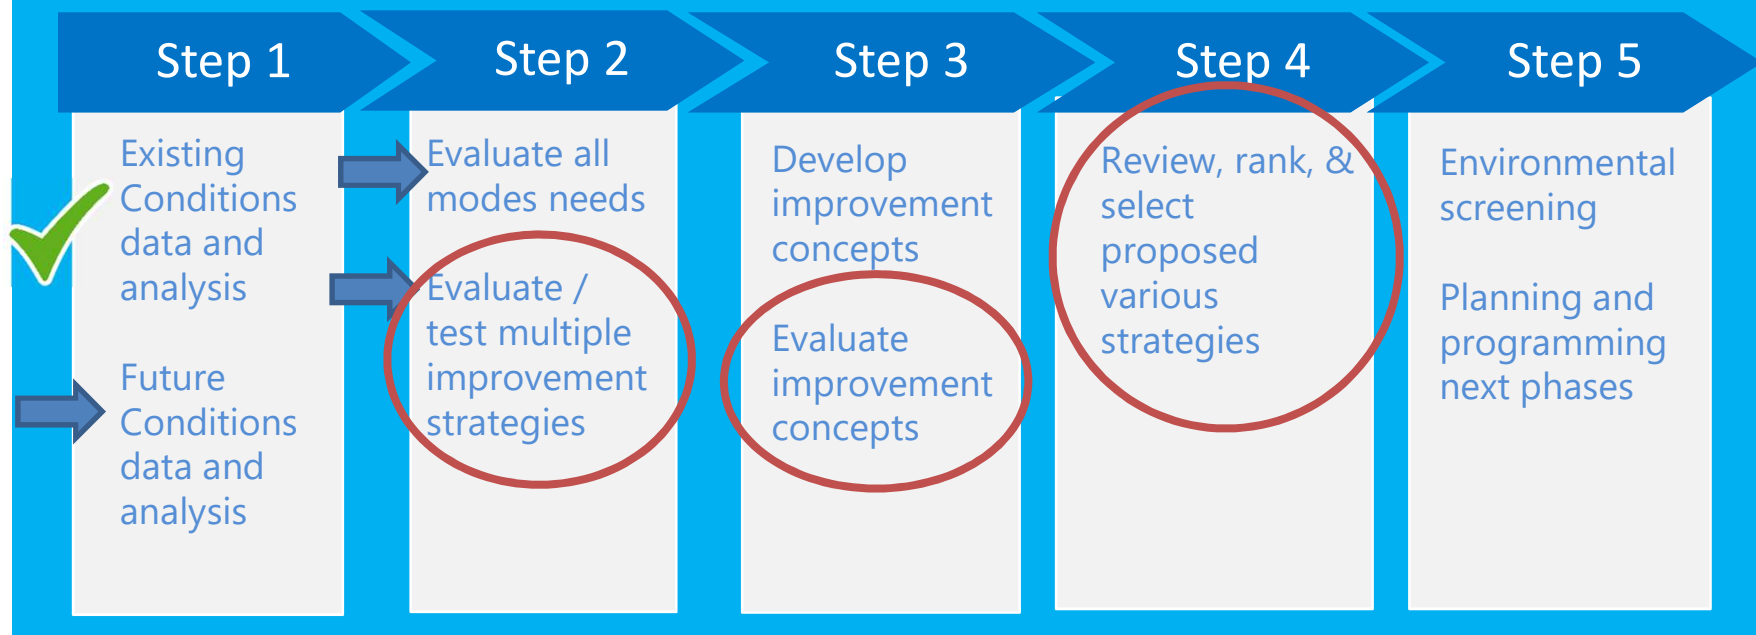 Step 1
Step 2
Step 3
Step 4
Step 5
Existing
Conditions
data and
analysis
Future
Conditions
data and
analysis
Evaluate all
modes needs
Evaluate /
test multiple
improvement
strategies
Develop
improvement
concepts
Evaluate
improvement
concepts
Review, rank, &
select
proposed
various
strategies
Environmental
screening
Planning and
programming
next phases